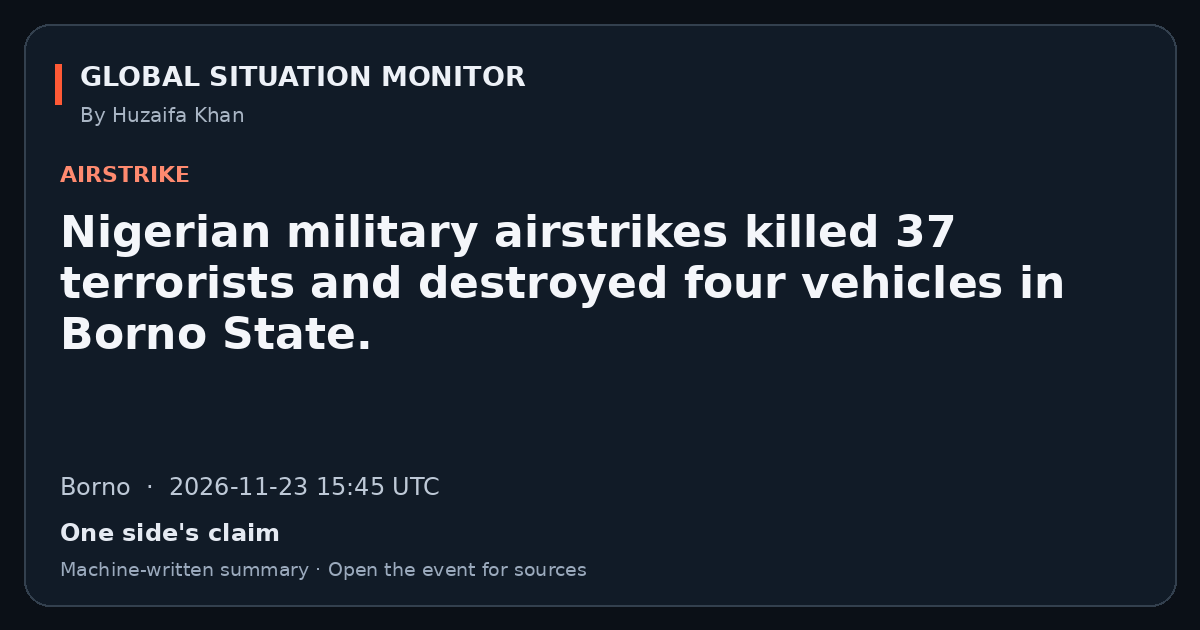 GLOBAL SITUATION MONITOR
By Huzaifa Khan
AIRSTRIKE
Nigerian military airstrikes killed 37
terrorists and destroyed four vehicles in
Borno State.
Borno · 2026-11-23 15:45 UTC
One side's claim
Machine-written summary · Open the event for sources